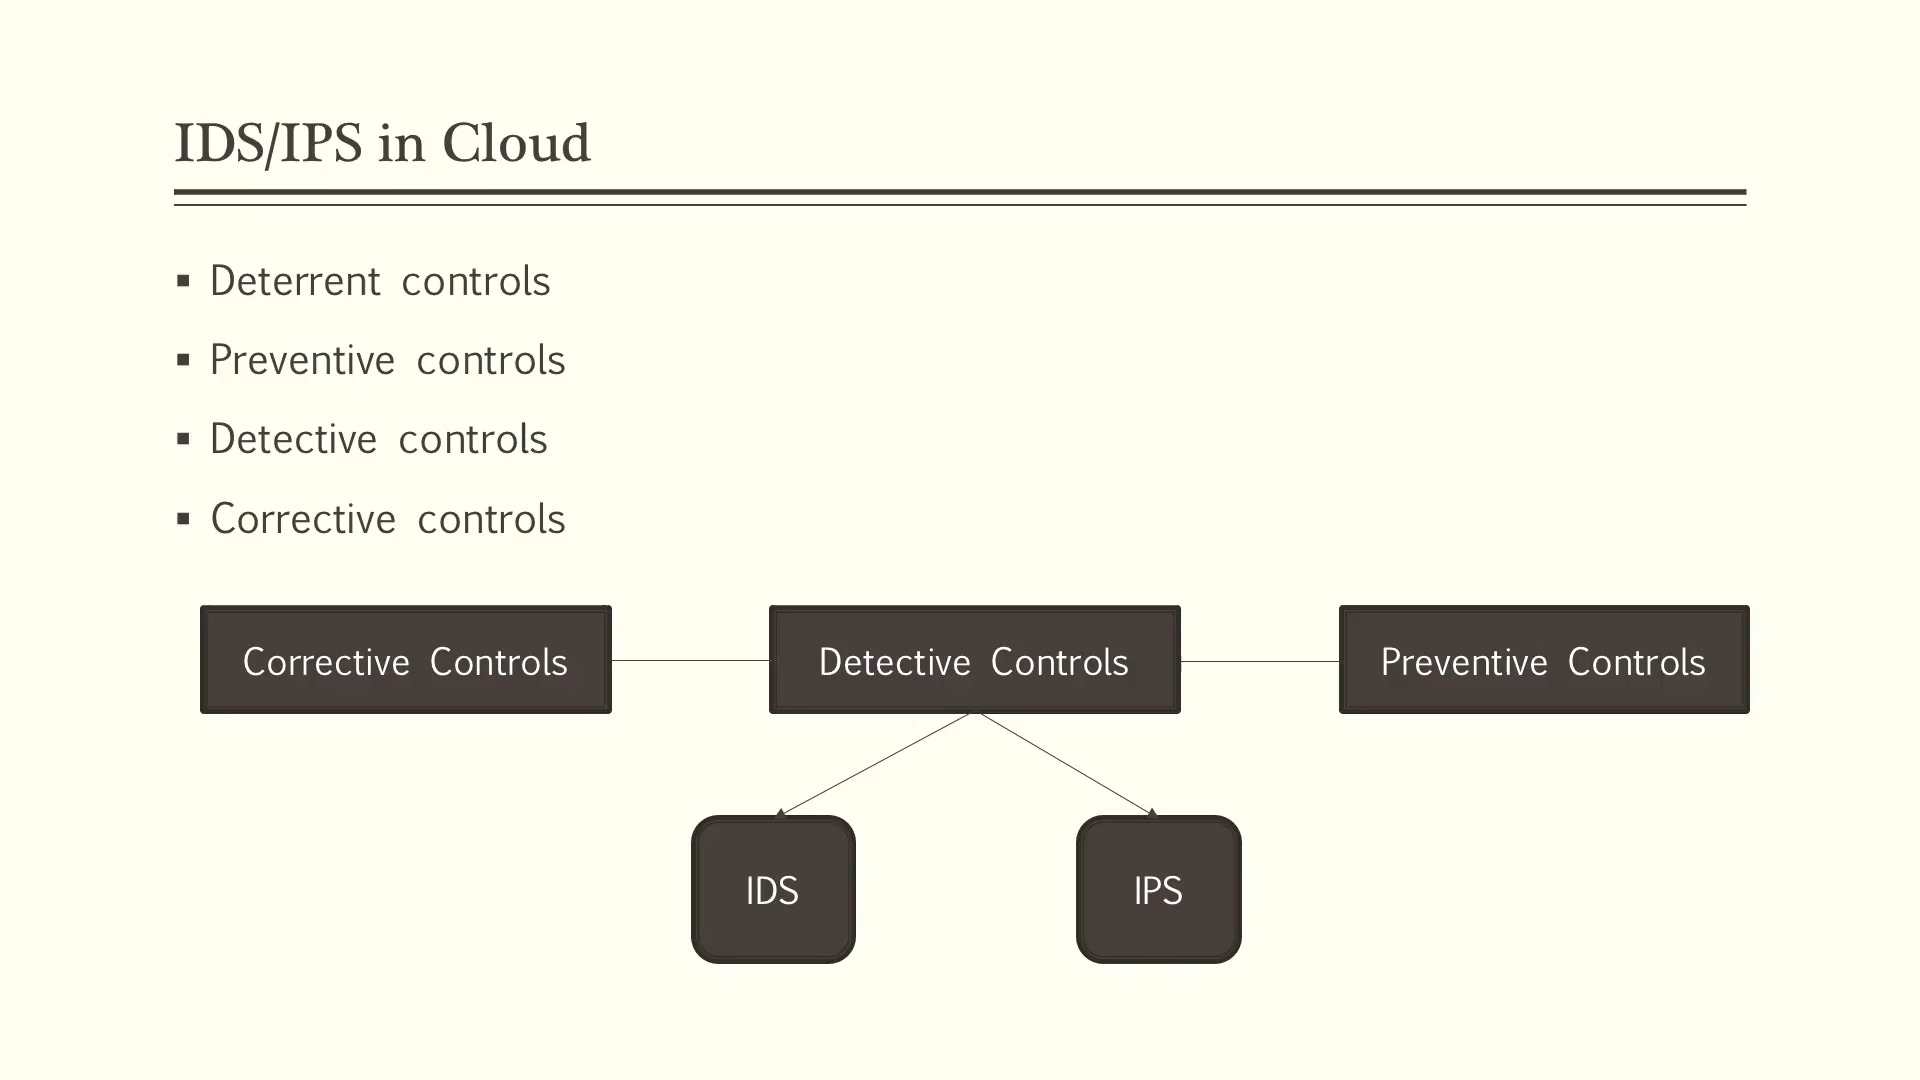 IDS/IPS in Cloud
▪ Deterrent controls
▪ Preventive controls
▪ Detective controls
▪ Corrective controls
Corrective Controls
Detective Controls
Preventive Controls
IDS
IPS